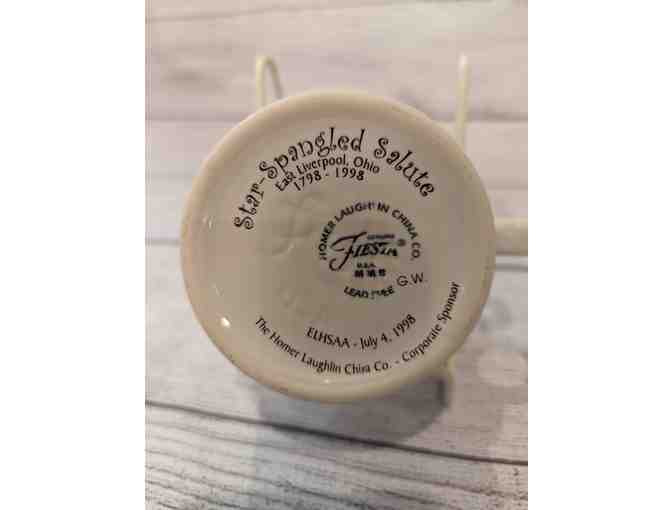 Star-Spangled Salute
East Liverpool, Ohio
1798 - 1998
HOMER LAUGHLIN CHINA CO.
GENUINE
FIESTA®
U.S.A.
LEAD FREE
G.W.
ELHSAA - July 4, 1998
The Homer Laughlin China Co. - Corporate Sponsor